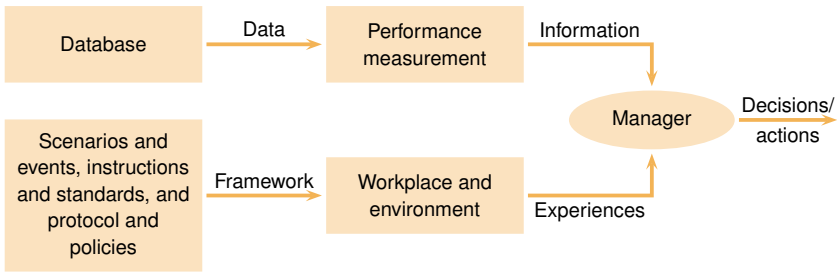 Database
Data
Performance
measurement
Information
Manager
Decisions/
actions
Scenarios and
events, instructions
and standards, and
protocol and
policies
Framework
Workplace and
environment
Experiences